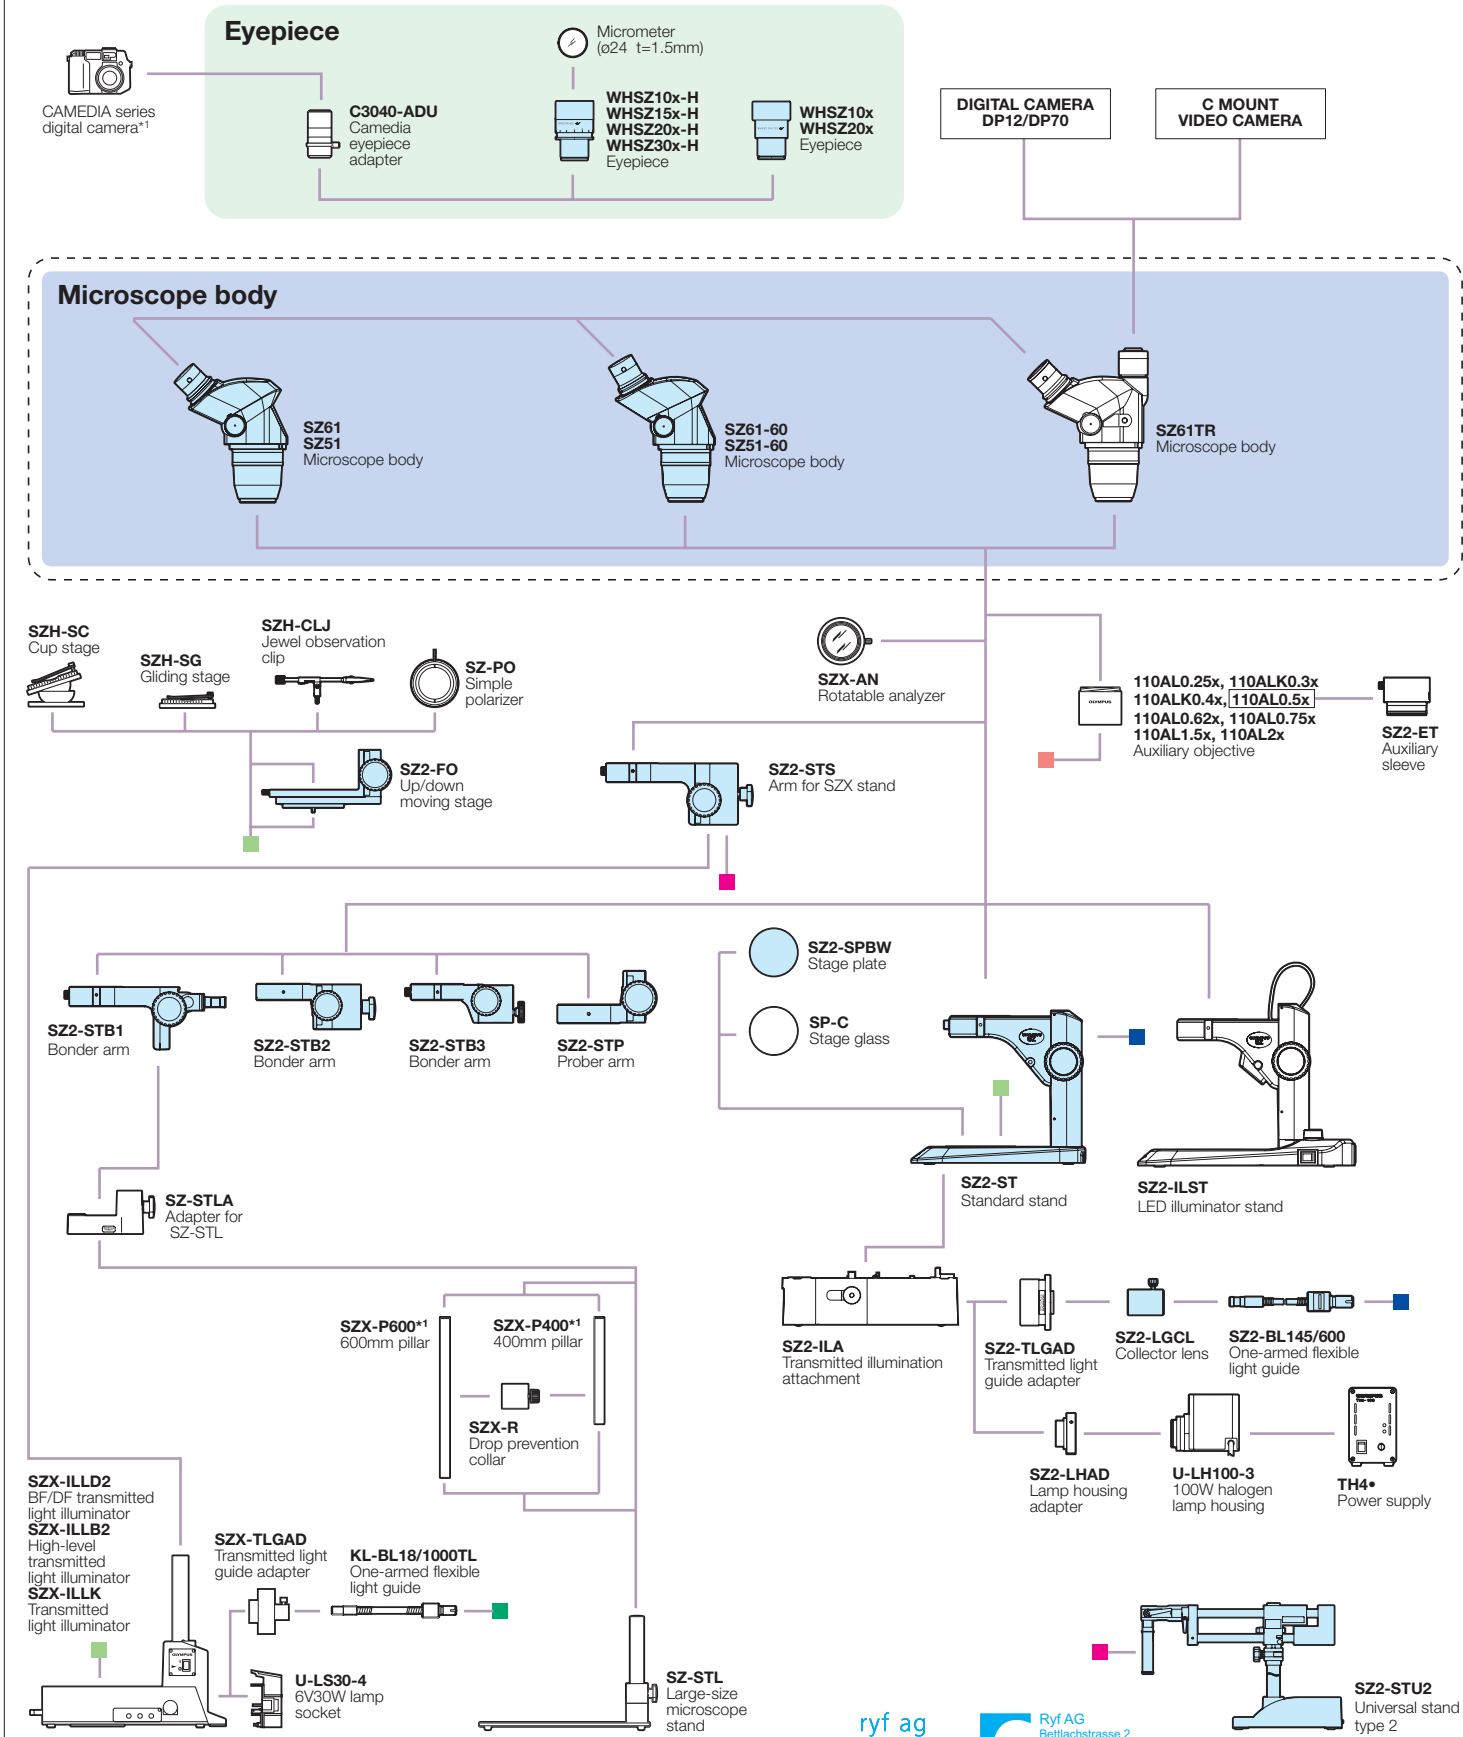 Eyepiece
Micrometer
(ø24 t=1.5mm)
CAMEDIA series
digital camera*1
C3040-ADU
Camedia
eyepiece
adapter
WHSZ10x-H
WHSZ15x-H
WHSZ20x-H
WHSZ30x-H
Eyepiece
WHSZ10x
WHSZ20x
Eyepiece
DIGITAL CAMERA
DP12/DP70
C MOUNT
VIDEO CAMERA
Microscope body
SZ61
SZ51
Microscope body
SZ61-60
SZ51-60
Microscope body
SZ61TR
Microscope body
SZH-SC
Cup stage
SZH-SG
Gliding stage
SZH-CLJ
Jewel observation
clip
SZ-PO
Simple
polarizer
SZX-AN
Rotatable analyzer
OLYMPUS
110AL0.25x, 110ALK0.3x
110ALK0.4x, 110AL0.5x
110AL0.62x, 110AL0.75x
110AL1.5x, 110AL2x
Auxiliary objective
SZ2-ET
Auxiliary
sleeve
SZ2-FO
Up/down
moving stage
SZ2-STS
Arm for SZX stand
SZ2-STB1
Bonder arm
SZ2-STB2
Bonder arm
SZ2-STB3
Bonder arm
SZ2-STP
Prober arm
SZ2-SPBW
Stage plate
SP-C
Stage glass
SZ2-ST
Standard stand
SZ2-ILST
LED illuminator stand
SZ-STLA
Adapter for
SZ-STL
SZX-P600*1
600mm pillar
SZX-P400*1
400mm pillar
SZX-R
Drop prevention
collar
SZ2-ILA
Transmitted illumination
attachment
SZ2-TLGAD
Transmitted light
guide adapter
SZ2-LGCL
Collector lens
SZ2-BL145/600
One-armed flexible
light guide
SZ2-LHAD
Lamp housing
adapter
U-LH100-3
100W halogen
lamp housing
TH4•
Power supply
SZX-ILLD2
BF/DF transmitted
light illuminator
SZX-ILLB2
High-level
transmitted
light illuminator
SZX-ILLK
Transmitted
light illuminator
OLYMPUS
SZX-TLGAD
Transmitted light
guide adapter
KL-BL18/1000TL
One-armed flexible
light guide
U-LS30-4
6V30W lamp
socket
SZ-STL
Large-size
microscope
stand
SZ2-STU2
Universal stand
type 2
ryf ag
Ryf AG
Bettlachstrasse 2